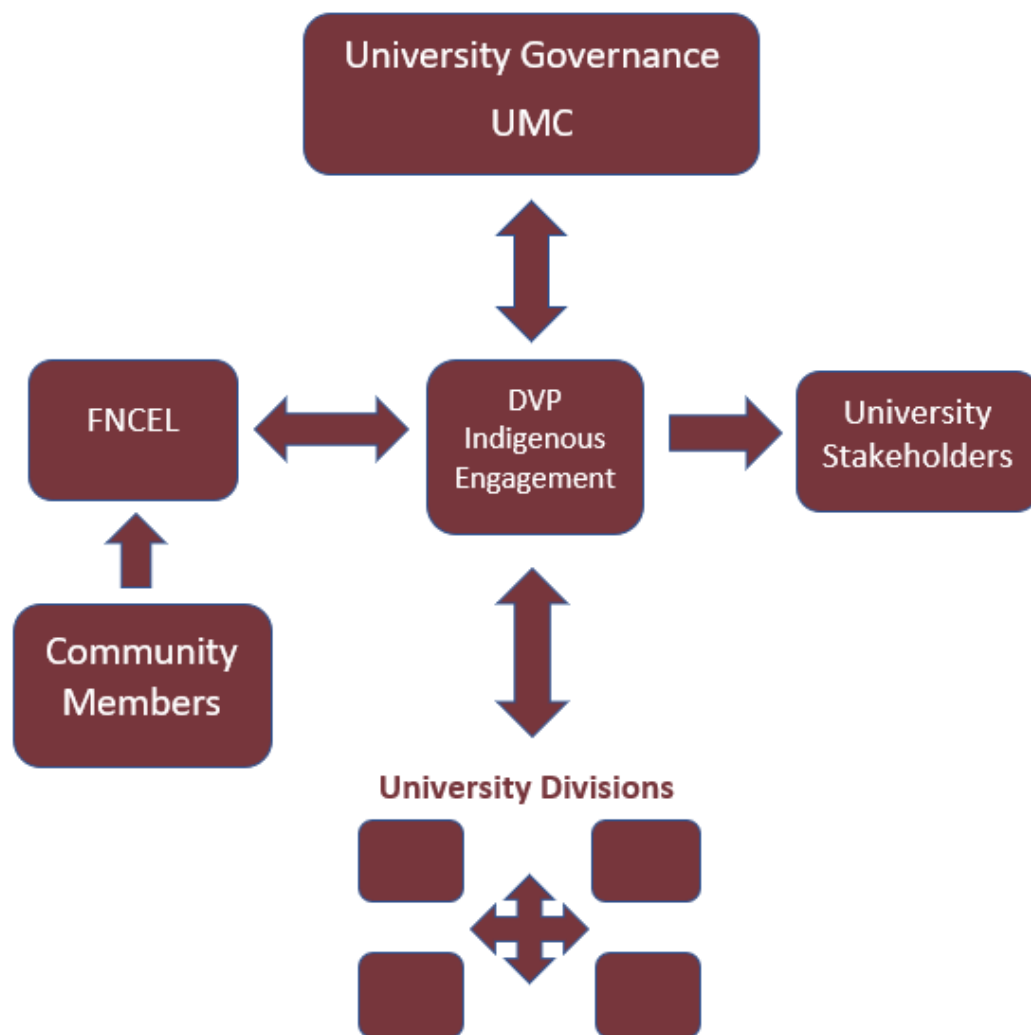 University Governance
UMC
FNCEL
DVP
Indigenous
Engagement
University
Stakeholders
Community
Members
University Divisions